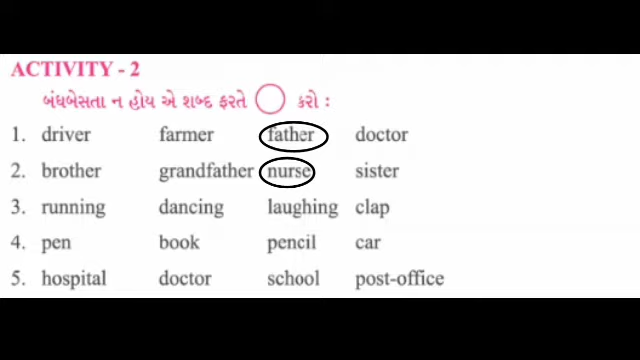 ACTIVITY - 2
બંધબેસતા ન હોય એ શબ્દ ફરતે ◯ કરો :
1. driver farmer father doctor
2. brother grandfather nurse sister
3. running dancing laughing clap
4. pen book pencil car
5. hospital doctor school post-office